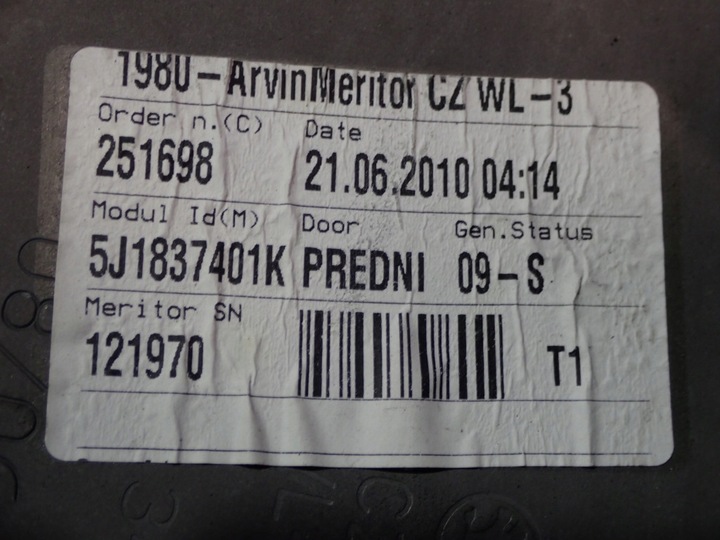 1980-ArvinMeritor CZ WL-3
Order n.(C) Date
251698 21.06.2010 04:14
Modul Id(M) Door Gen.Status
5J1837401K PREDNI 09-S
Meritor SN
121970 T1